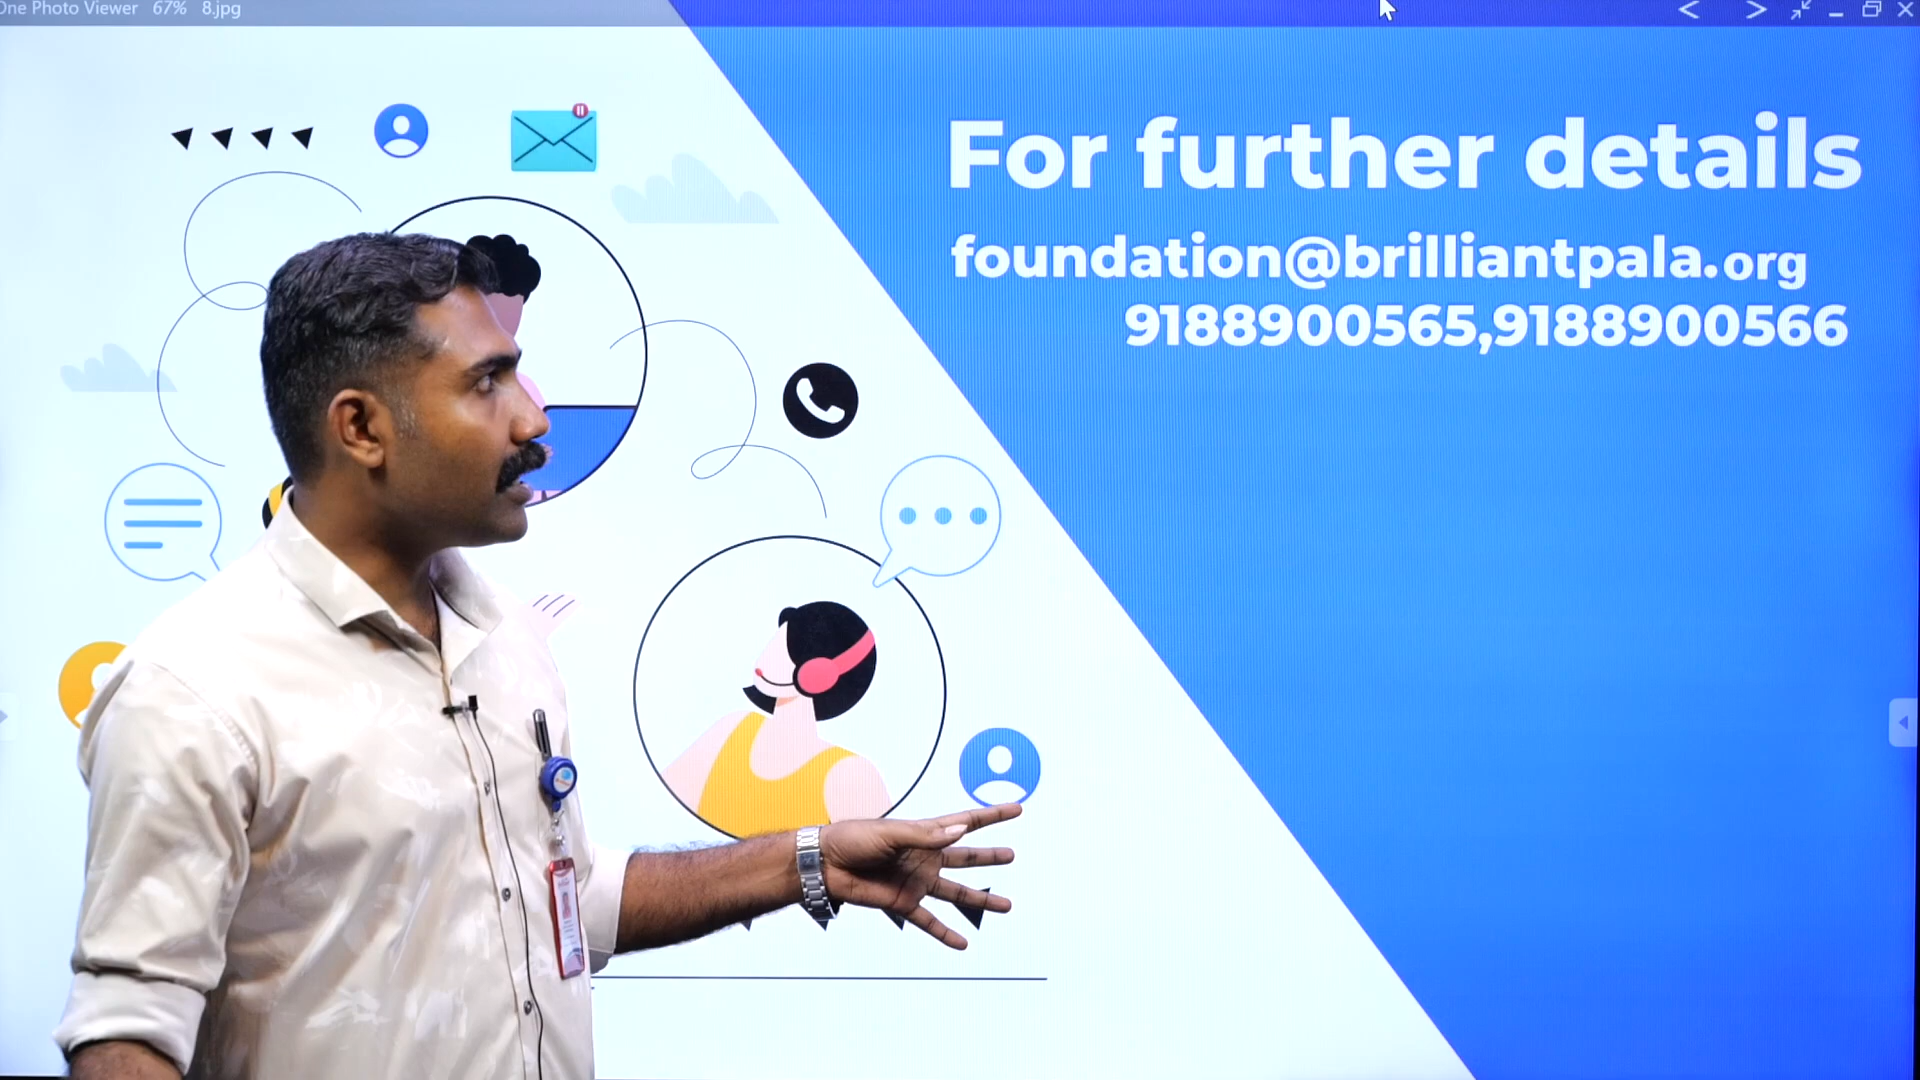 One Photo Viewer 67% 8.jpg
For further details
foundation@brilliantpala.org
9188900565,9188900566